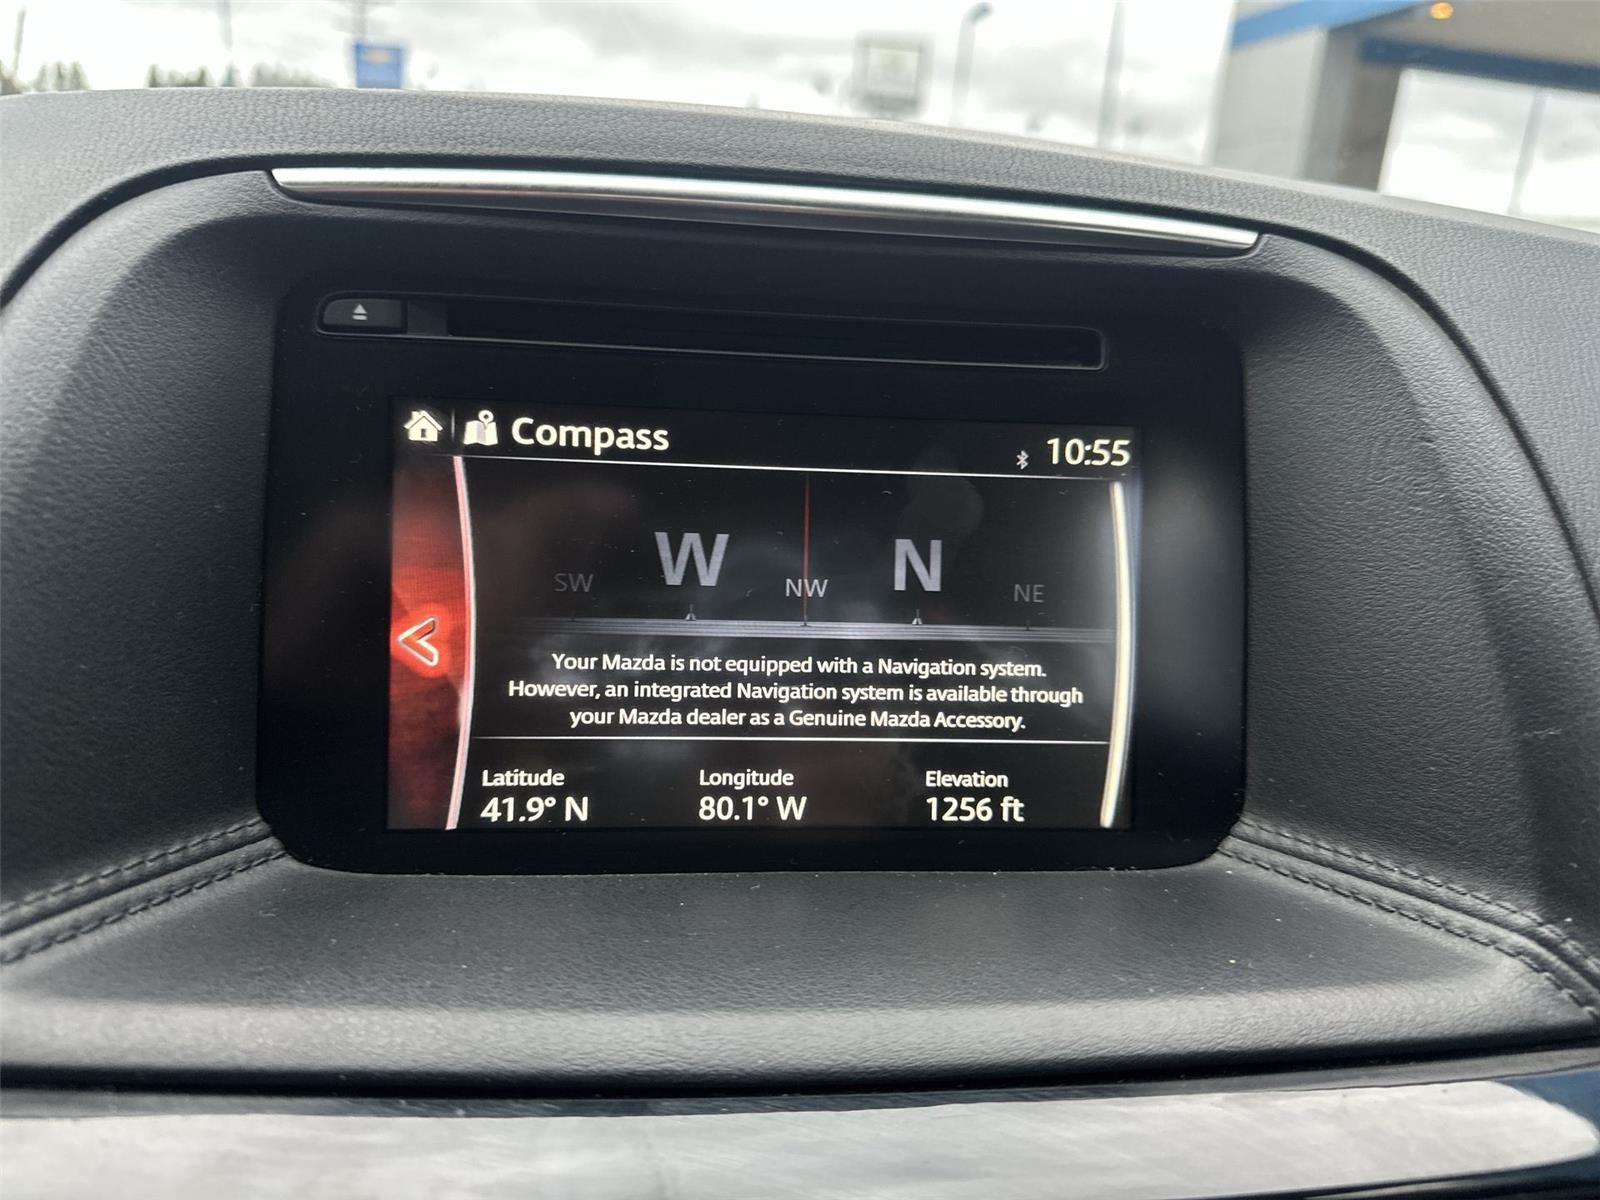 Compass
10:55
SW W NW N NE
Your Mazda is not equipped with a Navigation system.
However, an integrated Navigation system is available through
your Mazda dealer as a Genuine Mazda Accessory.
Latitude Longitude Elevation
41.9° N 80.1° W 1256 ft